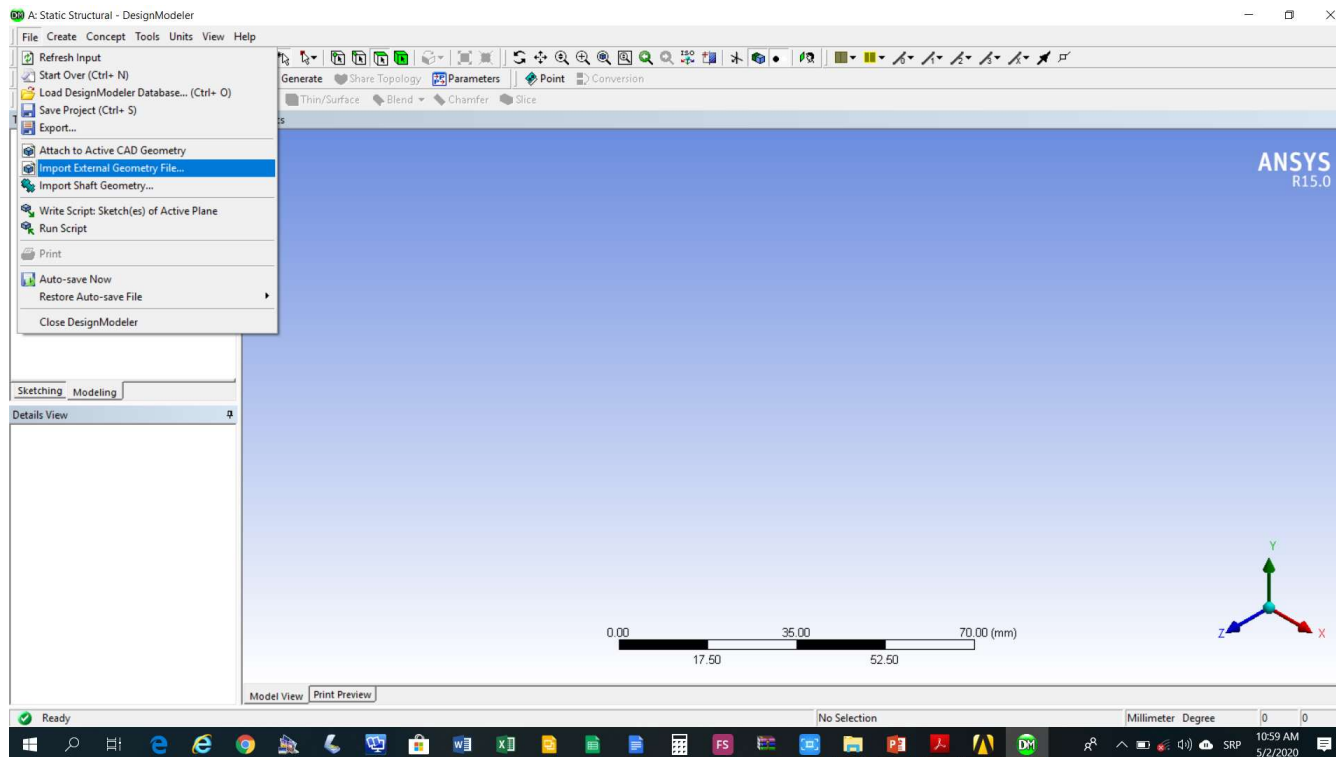 DM A: Static Structural - DesignModeler
File Create Concept Tools Units View Help
Refresh Input
Start Over (Ctrl+ N)
Load DesignModeler Database... (Ctrl+ O)
Save Project (Ctrl+ S)
Export...
Attach to Active CAD Geometry
Import External Geometry File...
Import Shaft Geometry...
Write Script: Sketch(es) of Active Plane
Run Script
Print
Auto-save Now
Restore Auto-save File
Close DesignModeler
ISO
Generate Share Topology Parameters Point Conversion
Thin/Surface Blend Chamfer Slice
ANSYS
R15.0
Sketching Modeling
Details View
Y
Z X
0.00 35.00 70.00 (mm)
17.50 52.50
Model View Print Preview
Ready No Selection Millimeter Degree 0 0
FS DM SRP 10:59 AM
5/2/2020